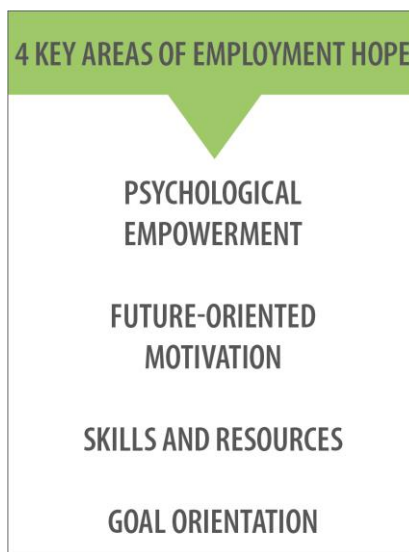 4 KEY AREAS OF EMPLOYMENT HOPE
PSYCHOLOGICAL
EMPOWERMENT
FUTURE-ORIENTED
MOTIVATION
SKILLS AND RESOURCES
GOAL ORIENTATION